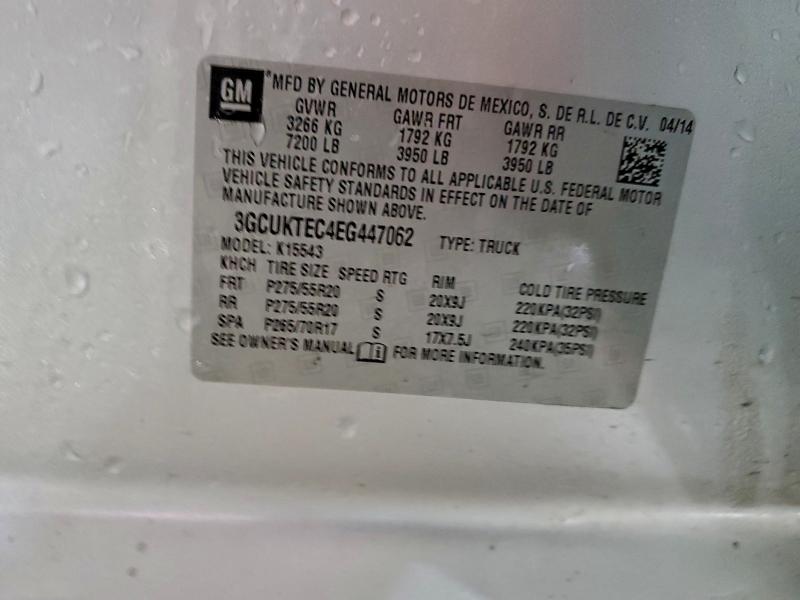 GM
*MFD BY GENERAL MOTORS DE MEXICO, S. DE R.L. DE C.V. 04/14
GVWR GAWR FRT GAWR RR
3266 KG 1792 KG 1792 KG
7200 LB 3950 LB 3950 LB
THIS VEHICLE CONFORMS TO ALL APPLICABLE U.S. FEDERAL MOTOR
VEHICLE SAFETY STANDARDS IN EFFECT ON THE DATE OF
MANUFACTURE SHOWN ABOVE.
3GCUKTEC4EG447062 TYPE: TRUCK
MODEL: K15543
KHCH TIRE SIZE SPEED RTG RIM COLD TIRE PRESSURE
FRT P275/55R20 S 20X9J 220KPA(32PSI)
RR P275/55R20 S 20X9J 220KPA(32PSI)
SPA P265/70R17 S 17X7.5J 240KPA(35PSI)
SEE OWNER'S MANUAL FOR MORE INFORMATION.